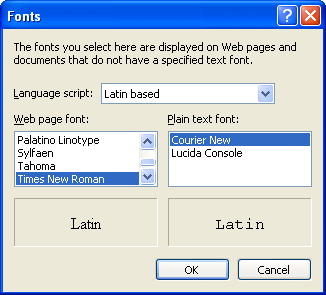 Fonts
The fonts you select here are displayed on Web pages and
documents that do not have a specified text font.
Language script: Latin based
Web page font: Plain text font:
Palatino Linotype Courier New
Sylfaen Lucida Console
Tahoma
Times New Roman
Latin Latin
OK Cancel